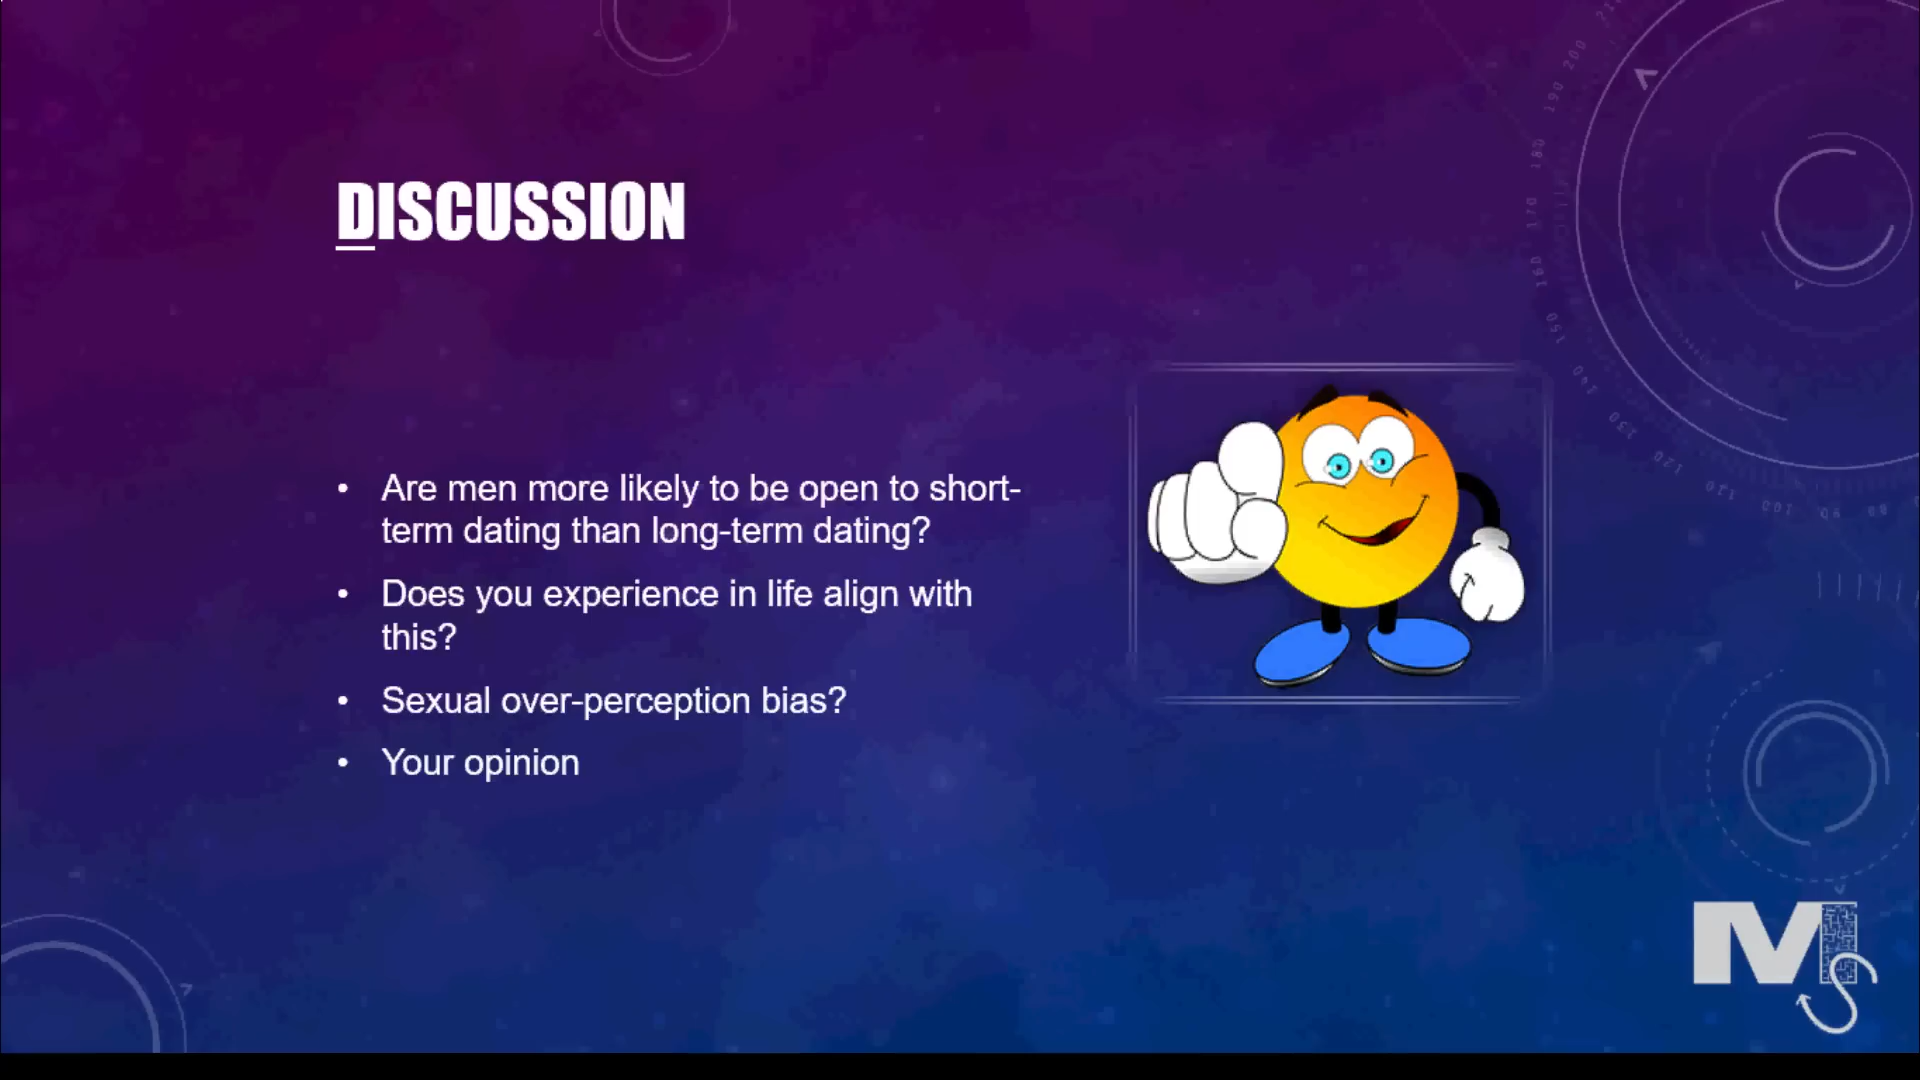 DISCUSSION
• Are men more likely to be open to short-
term dating than long-term dating?
• Does you experience in life align with
this?
• Sexual over-perception bias?
• Your opinion
MS